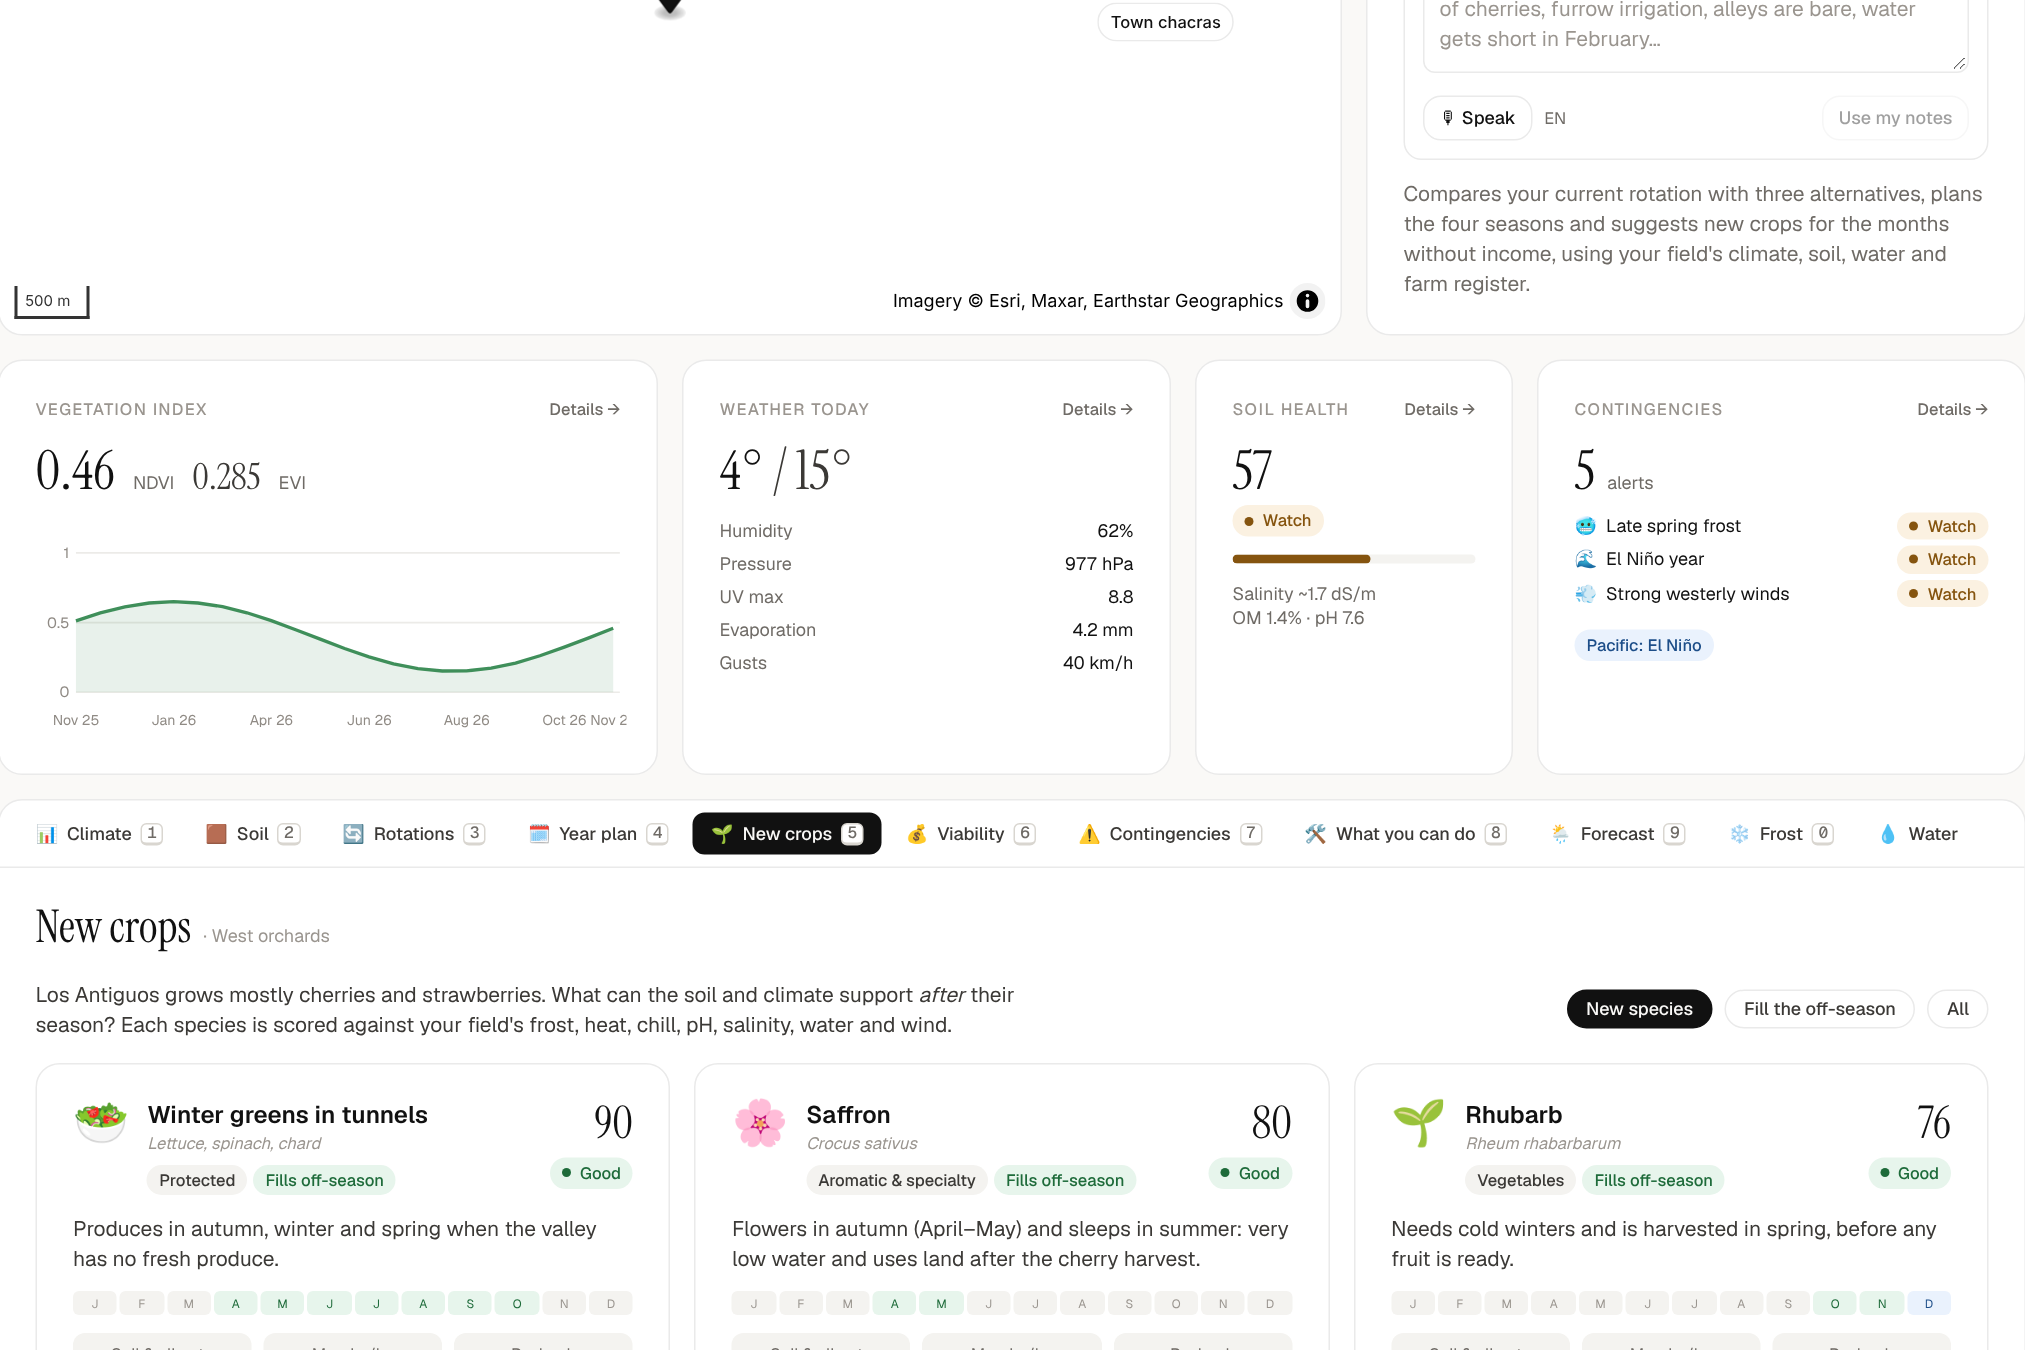 Town chacras
of cherries, furrow irrigation, alleys are bare, water
gets short in February…
Speak EN Use my notes
Compares your current rotation with three alternatives, plans
the four seasons and suggests new crops for the months
without income, using your field's climate, soil, water and
farm register.
500 m
Imagery © Esri, Maxar, Earthstar Geographics
VEGETATION INDEX Details →
0.46 NDVI 0.285 EVI
1
0.5
0
Nov 25 Jan 26 Apr 26 Jun 26 Aug 26 Oct 26 Nov 2
WEATHER TODAY Details →
4° / 15°
Humidity 62%
Pressure 977 hPa
UV max 8.8
Evaporation 4.2 mm
Gusts 40 km/h
SOIL HEALTH Details →
57
Watch
Salinity ~1.7 dS/m
OM 1.4% · pH 7.6
CONTINGENCIES Details →
5 alerts
Late spring frost Watch
El Niño year Watch
Strong westerly winds Watch
Pacific: El Niño
Climate 1 Soil 2 Rotations 3 Year plan 4 New crops 5 Viability 6 Contingencies 7 What you can do 8 Forecast 9 Frost 0 Water
New crops · West orchards
Los Antiguos grows mostly cherries and strawberries. What can the soil and climate support after their
season? Each species is scored against your field's frost, heat, chill, pH, salinity, water and wind.
New species Fill the off-season All
Winter greens in tunnels 90
Lettuce, spinach, chard
Protected Fills off-season Good
Produces in autumn, winter and spring when the valley
has no fresh produce.
J F M A M J J A S O N D
Saffron 80
Crocus sativus
Aromatic & specialty Fills off-season Good
Flowers in autumn (April–May) and sleeps in summer: very
low water and uses land after the cherry harvest.
J F M A M J J A S O N D
Rhubarb 76
Rheum rhabarbarum
Vegetables Fills off-season Good
Needs cold winters and is harvested in spring, before any
fruit is ready.
J F M A M J J A S O N D